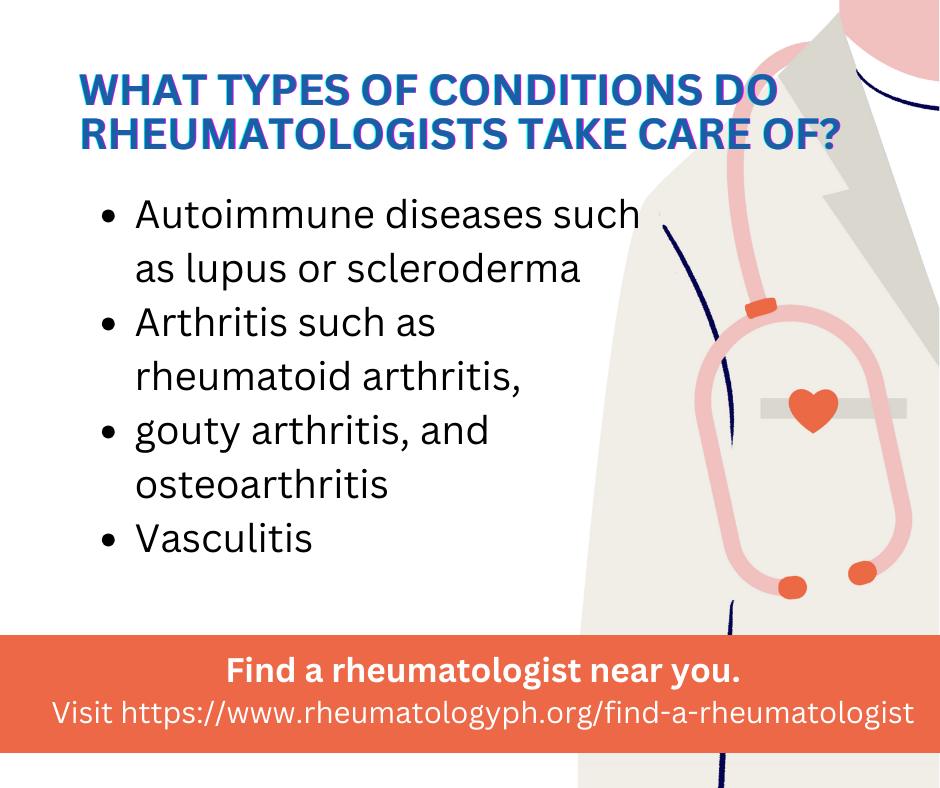 WHAT TYPES OF CONDITIONS DO
RHEUMATOLOGISTS TAKE CARE OF?
• Autoimmune diseases such
as lupus or scleroderma
• Arthritis such as
rheumatoid arthritis,
• gouty arthritis, and
osteoarthritis
• Vasculitis
Find a rheumatologist near you.
Visit https://www.rheumatologyph.org/find-a-rheumatologist